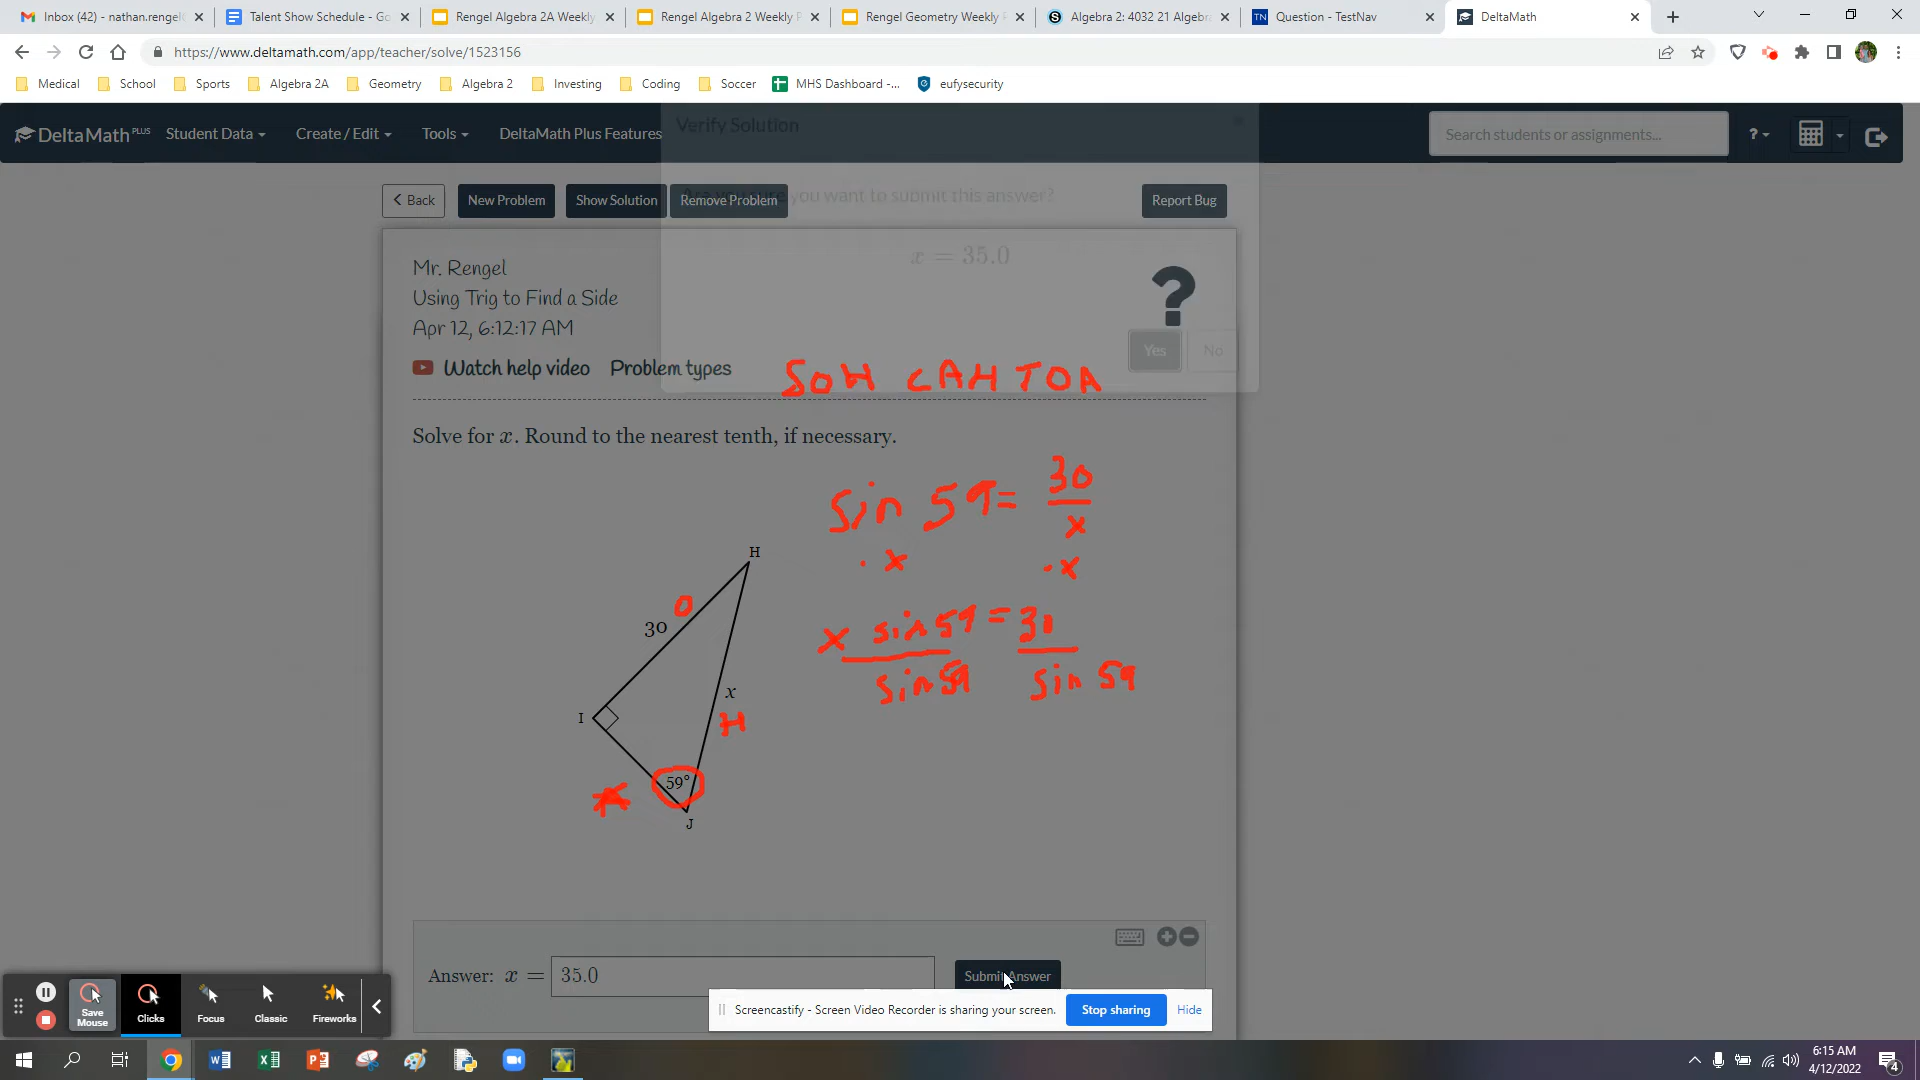 Inbox (42) - nathan.rengel
Talent Show Schedule - Go
Rengel Algebra 2A Weekly
Rengel Algebra 2 Weekly P
Rengel Geometry Weekly
Algebra 2: 4032 21 Algebra
Question - TestNav
DeltaMath
https://www.deltamath.com/app/teacher/solve/1523156
Medical
School
Sports
Algebra 2A
Geometry
Algebra 2
Investing
Coding
Soccer
MHS Dashboard -...
eufysecurity
DeltaMath PLUS
Student Data
Create / Edit
Tools
DeltaMath Plus Features
Verify Solution
Search students or assignments...
?
Back
New Problem
Show Solution
Remove Problem
Are you sure you want to submit this answer?
Report Bug
x = 35.0
Mr. Rengel
Using Trig to Find a Side
Apr 12, 6:12:17 AM
?
Yes
No
Watch help video
Problem types
SOH CAH TOA
Solve for x. Round to the nearest tenth, if necessary.
sin 59 = 30/x
· x
· x
x sin 59 = 30
sin 59
sin 59
H
O
30
x
H
I
A
59°
J
Answer: x = 35.0
Submit Answer
Screencastify - Screen Video Recorder is sharing your screen.
Stop sharing
Hide
Save Mouse
Clicks
Focus
Classic
Fireworks
6:15 AM
4/12/2022
4